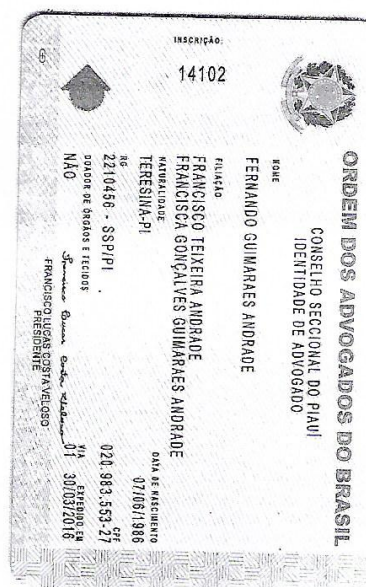 ORDEM DOS ADVOGADOS DO BRASIL
CONSELHO SECCIONAL DO PIAUÍ
IDENTIDADE DE ADVOGADO
INSCRIÇÃO:
14102
NOME
FERNANDO GUIMARAES ANDRADE
FILIAÇÃO
FRANCISCO TEIXEIRA ANDRADE
FRANCISCA GONÇALVES GUIMARAES ANDRADE
NATURALIDADE
TERESINA-PI
DATA DE NASCIMENTO
07/06/1986
RG
2210456 - SSP/PI
CPF
020.983.553-27
DOADOR DE ÓRGÃOS E TECIDOS
NÃO
VIA
01
EXPEDIDO EM
30/03/2016
FRANCISCO LUCAS COSTA VELOSO
PRESIDENTE